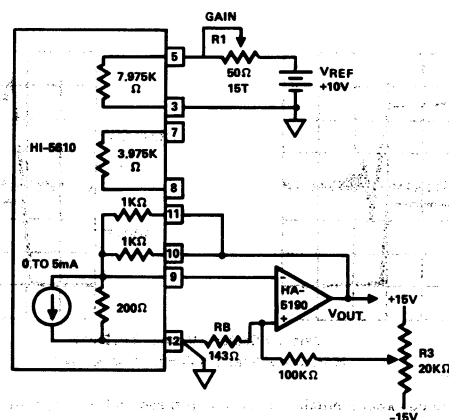 GAIN
5
R1
7.975K
Ω
50Ω
15T
VREF
+10V
3
7
HI-5610
3.975K
Ω
8
1KΩ
11
1KΩ
10
0 TO 5mA
9
-
HA-
5190
+
VOUT
+15V
200Ω
12
RB
143Ω
100KΩ
R3
20KΩ
-15V